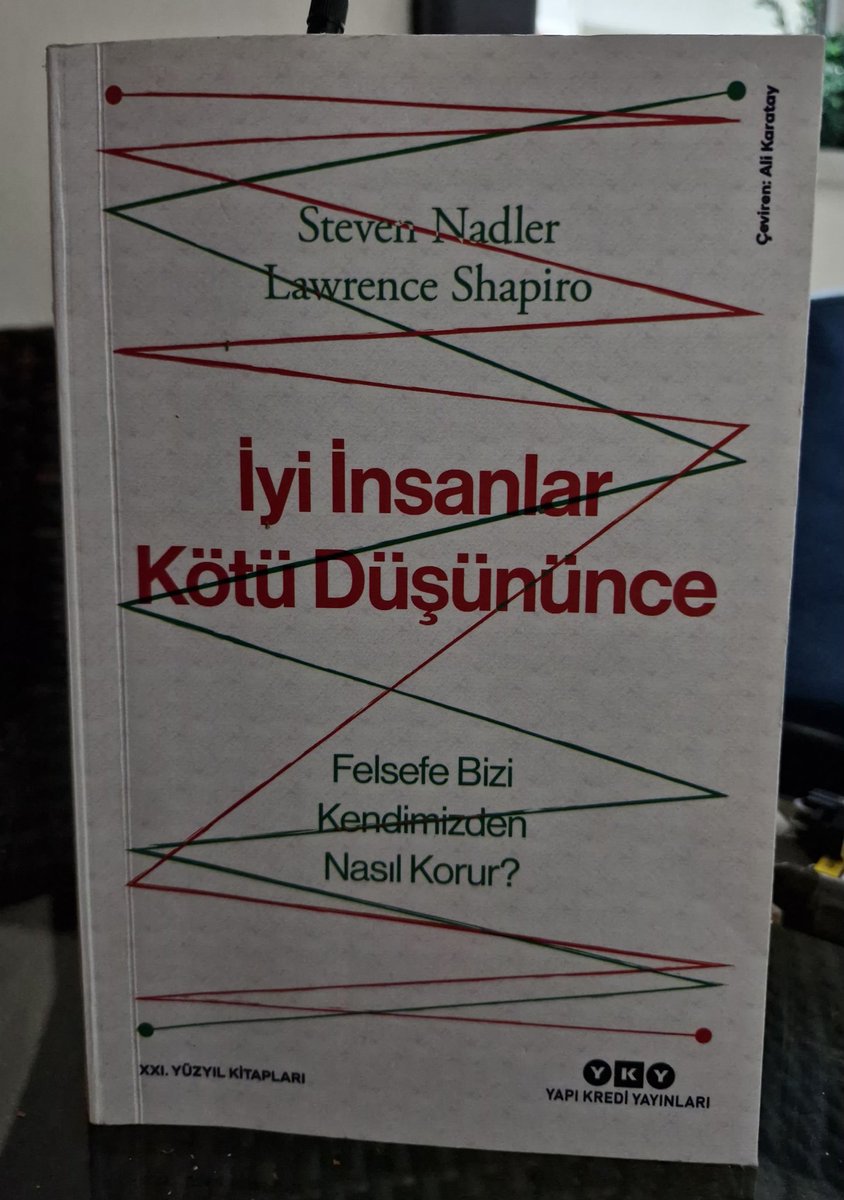 Çeviren: Ali Karatay
Steven Nadler
Lawrence Shapiro
İyi İnsanlar
Kötü Düşününce
Felsefe Bizi
Kendimizden
Nasıl Korur?
XXI. YÜZYIL KİTAPLARI
YKY
YAPI KREDİ YAYINLARI